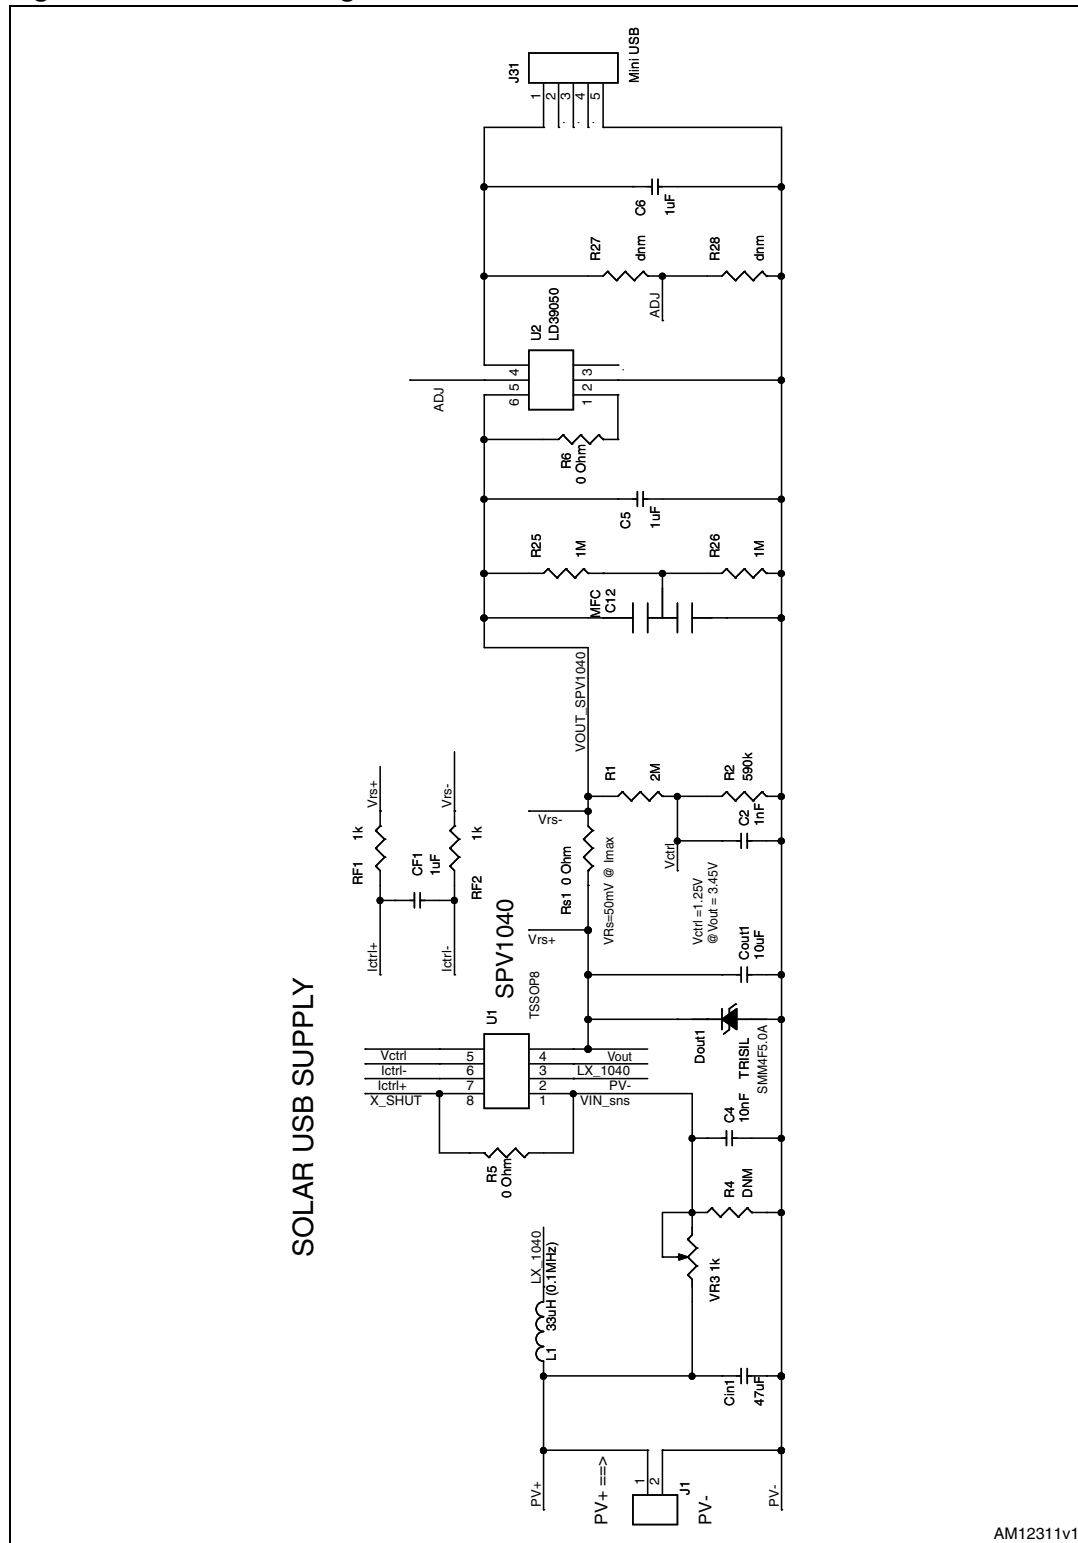 SOLAR USB SUPPLY
PV+
PV+ ==>
1
2
J1
PV-
PV-
L1
33uH (0.1MHz)
LX_1040
Cin1
47uF
VR3 1k
R4
DNM
C4
10nF
R5
0 Ohm
X_SHUT
Ictrl+
Ictrl-
Vctrl
8
7
6
5
1
2
3
4
VIN_sns
PV-
LX_1040
Vout
U1
SPV1040
TSSOP8
Dout1
TRISIL
SMM4F5.0A
Cout1
10uF
Ictrl+
Ictrl-
RF1
1k
CF1
1uF
RF2
1k
Vrs+
Vrs-
Vrs+
Vrs-
Rs1 0 Ohm
VRs=50mV @ Imax
Vctrl =1.25V
@Vout = 3.45V
Vctrl
C2
1nF
R1
2M
R2
590k
VOUT_SPV1040
MFC
C12
R25
1M
R26
1M
C5
1uF
R6
0 Ohm
ADJ
6
5
4
1
2
3
U2
LD39050
ADJ
R27
dnm
R28
dnm
C6
1uF
J31
1
2
3
4
5
Mini USB
AM12311v1